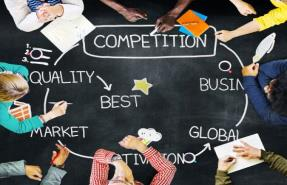 COMPETITION
QUALITY
BUSIN
BEST
MARKET
GLOBAL